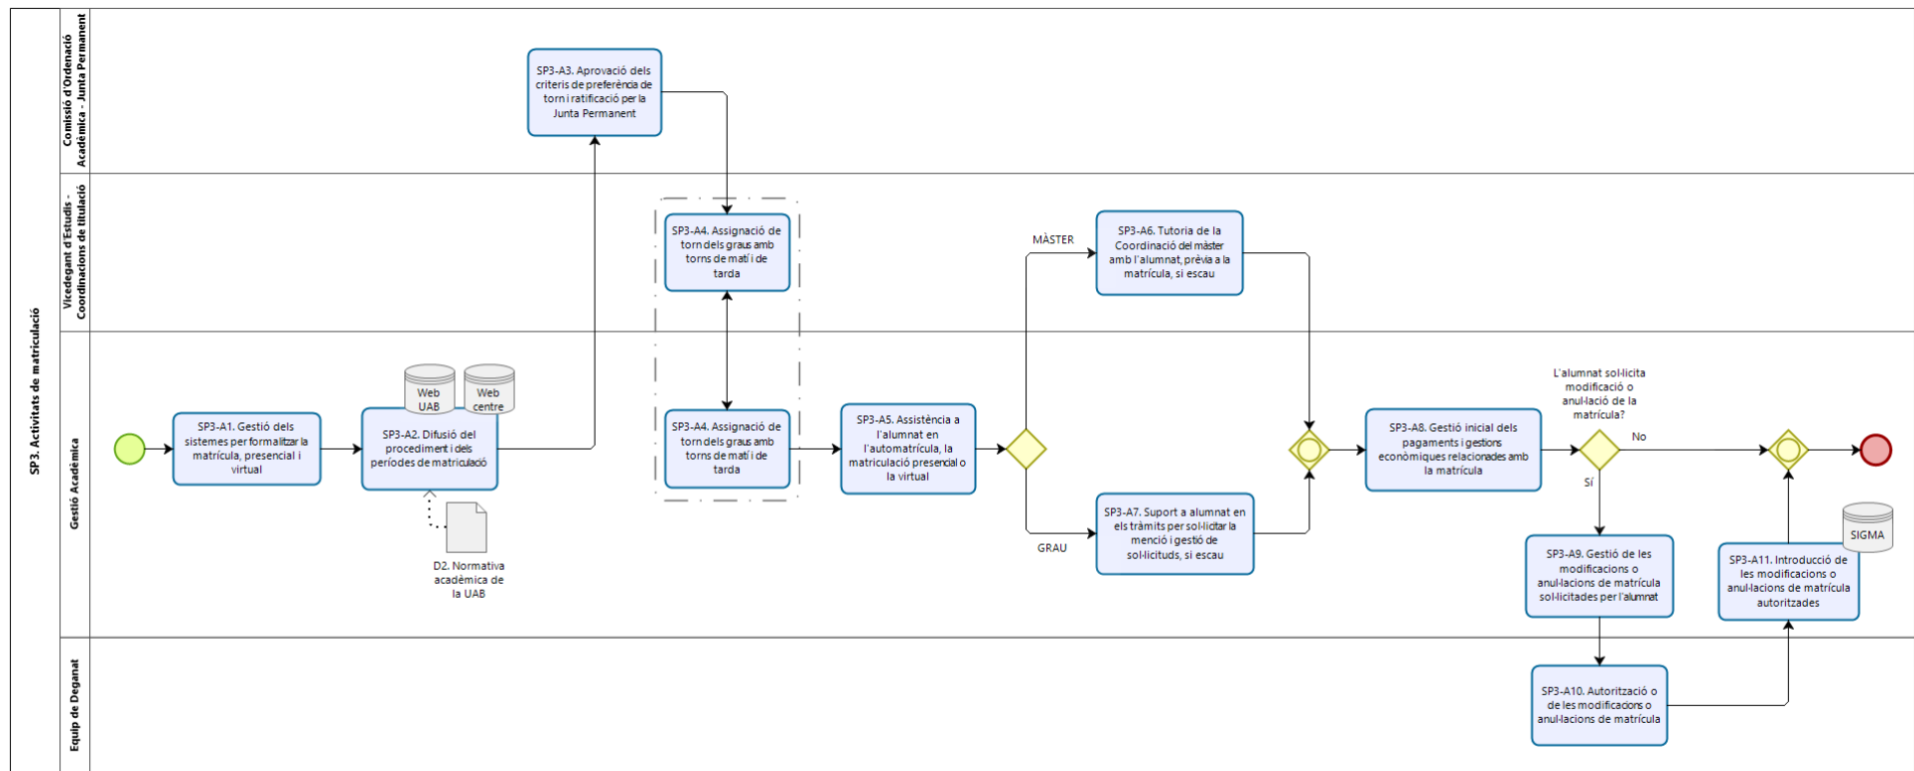 SP3. Activitats de matriculació
Comissió d'Ordenació
Acadèmica - Junta Permanent
SP3-A3. Aprovació dels
criteris de preferència de
torn i ratificació per la
Junta Permanent
Vicedegant d'Estudis -
Coordinacions de titulació
SP3-A4. Assignació de
torn dels graus amb
torns de matí i de
tarda
MÀSTER
SP3-A6. Tutoria de la
Coordinació del màster
amb l'alumnat, prèvia a la
matrícula, si escau
Gestió Acadèmica
SP3-A1. Gestió dels
sistemes per formalitzar la
matrícula, presencial i
virtual
Web
UAB
Web
centre
SP3-A2. Difusió del
procediment i dels
períodes de matriculació
D2. Normativa
acadèmica de
la UAB
SP3-A4. Assignació de
torn dels graus amb
torns de matí i de
tarda
SP3-A5. Assistència a
l'alumnat en
l'automatrícula, la
matriculació presencial o
la virtual
GRAU
SP3-A7. Suport a alumnat en
els tràmits per sol·licitar la
menció i gestió de
sol·licituds, si escau
SP3-A8. Gestió inicial dels
pagaments i gestions
econòmiques relacionades amb
la matrícula
L'alumnat sol·licita
modificació o
anul·lació de la
matrícula?
No
Sí
SP3-A9. Gestió de les
modificacions o
anul·lacions de matrícula
sol·licitades per l'alumnat
SIGMA
SP3-A11. Introducció de
les modificacions o
anul·lacions de matrícula
autoritzades
Equip de Deganat
SP3-A10. Autorització o
de les modificacions o
anul·lacions de matrícula